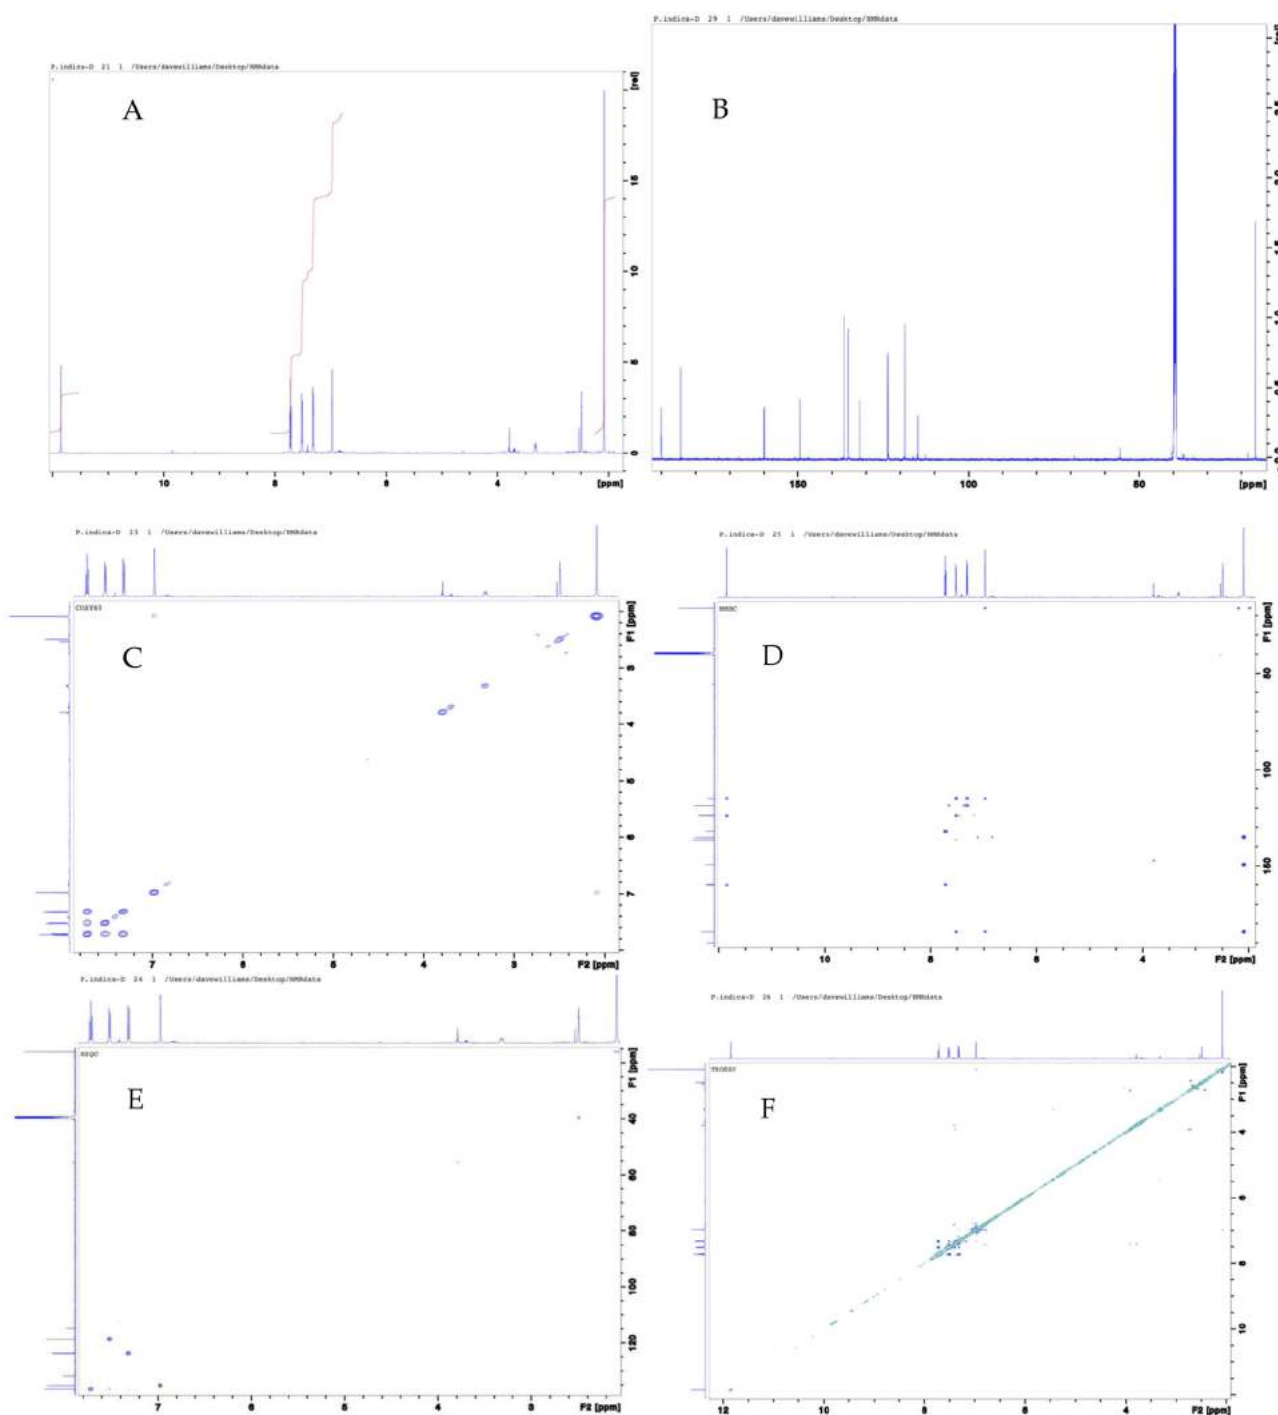 P.indica-D 21 1 /Users/davewilliams/Desktop/NMRdata
A
[rel]
15
10
5
0
10 8 6 4 [ppm]
P.indica-D 29 1 /Users/davewilliams/Desktop/NMRdata
B
150 100 50 [ppm]
P.indica-D 23 1 /Users/davewilliams/Desktop/NMRdata
COSY45
C
F1 [ppm]
3
4
5
6
7
7 6 5 4 3 F2 [ppm]
P.indica-D 25 1 /Users/davewilliams/Desktop/NMRdata
HMBC
D
F1 [ppm]
50
100
150
10 8 6 4 F2 [ppm]
P.indica-D 24 1 /Users/davewilliams/Desktop/NMRdata
HSQC
E
F1 [ppm]
40
60
80
100
120
7 6 5 4 3 F2 [ppm]
P.indica-D 26 1 /Users/davewilliams/Desktop/NMRdata
TROESY
F
F1 [ppm]
4
6
8
10
12 10 8 6 4 F2 [ppm]